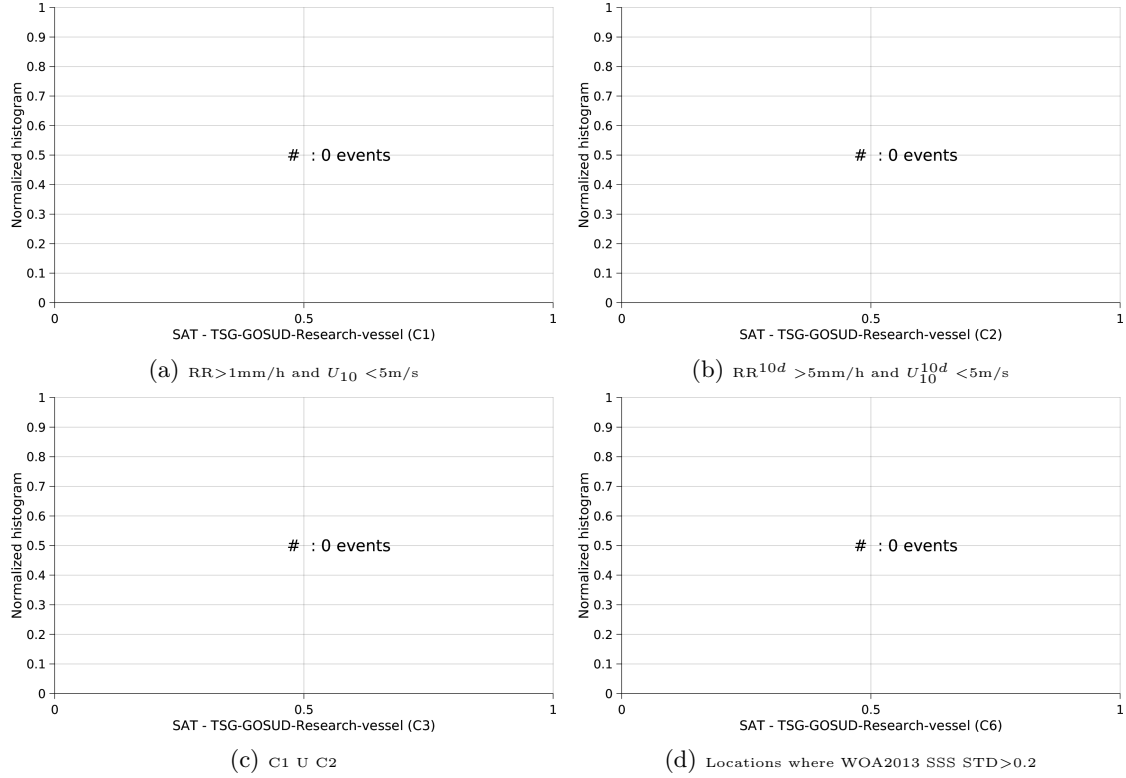 1
0.9
0.8
0.7
0.6
0.5
0.4
0.3
0.2
0.1
0
Normalized histogram
# : 0 events
0 0.5 1
SAT - TSG-GOSUD-Research-vessel (C1)
(a) RR>1mm/h and U10 <5m/s
1
0.9
0.8
0.7
0.6
0.5
0.4
0.3
0.2
0.1
0
Normalized histogram
# : 0 events
0 0.5 1
SAT - TSG-GOSUD-Research-vessel (C2)
(b) RR10d >5mm/h and U10d10 <5m/s
1
0.9
0.8
0.7
0.6
0.5
0.4
0.3
0.2
0.1
0
Normalized histogram
# : 0 events
0 0.5 1
SAT - TSG-GOSUD-Research-vessel (C3)
(c) C1 U C2
1
0.9
0.8
0.7
0.6
0.5
0.4
0.3
0.2
0.1
0
Normalized histogram
# : 0 events
0 0.5 1
SAT - TSG-GOSUD-Research-vessel (C6)
(d) Locations where WOA2013 SSS STD>0.2